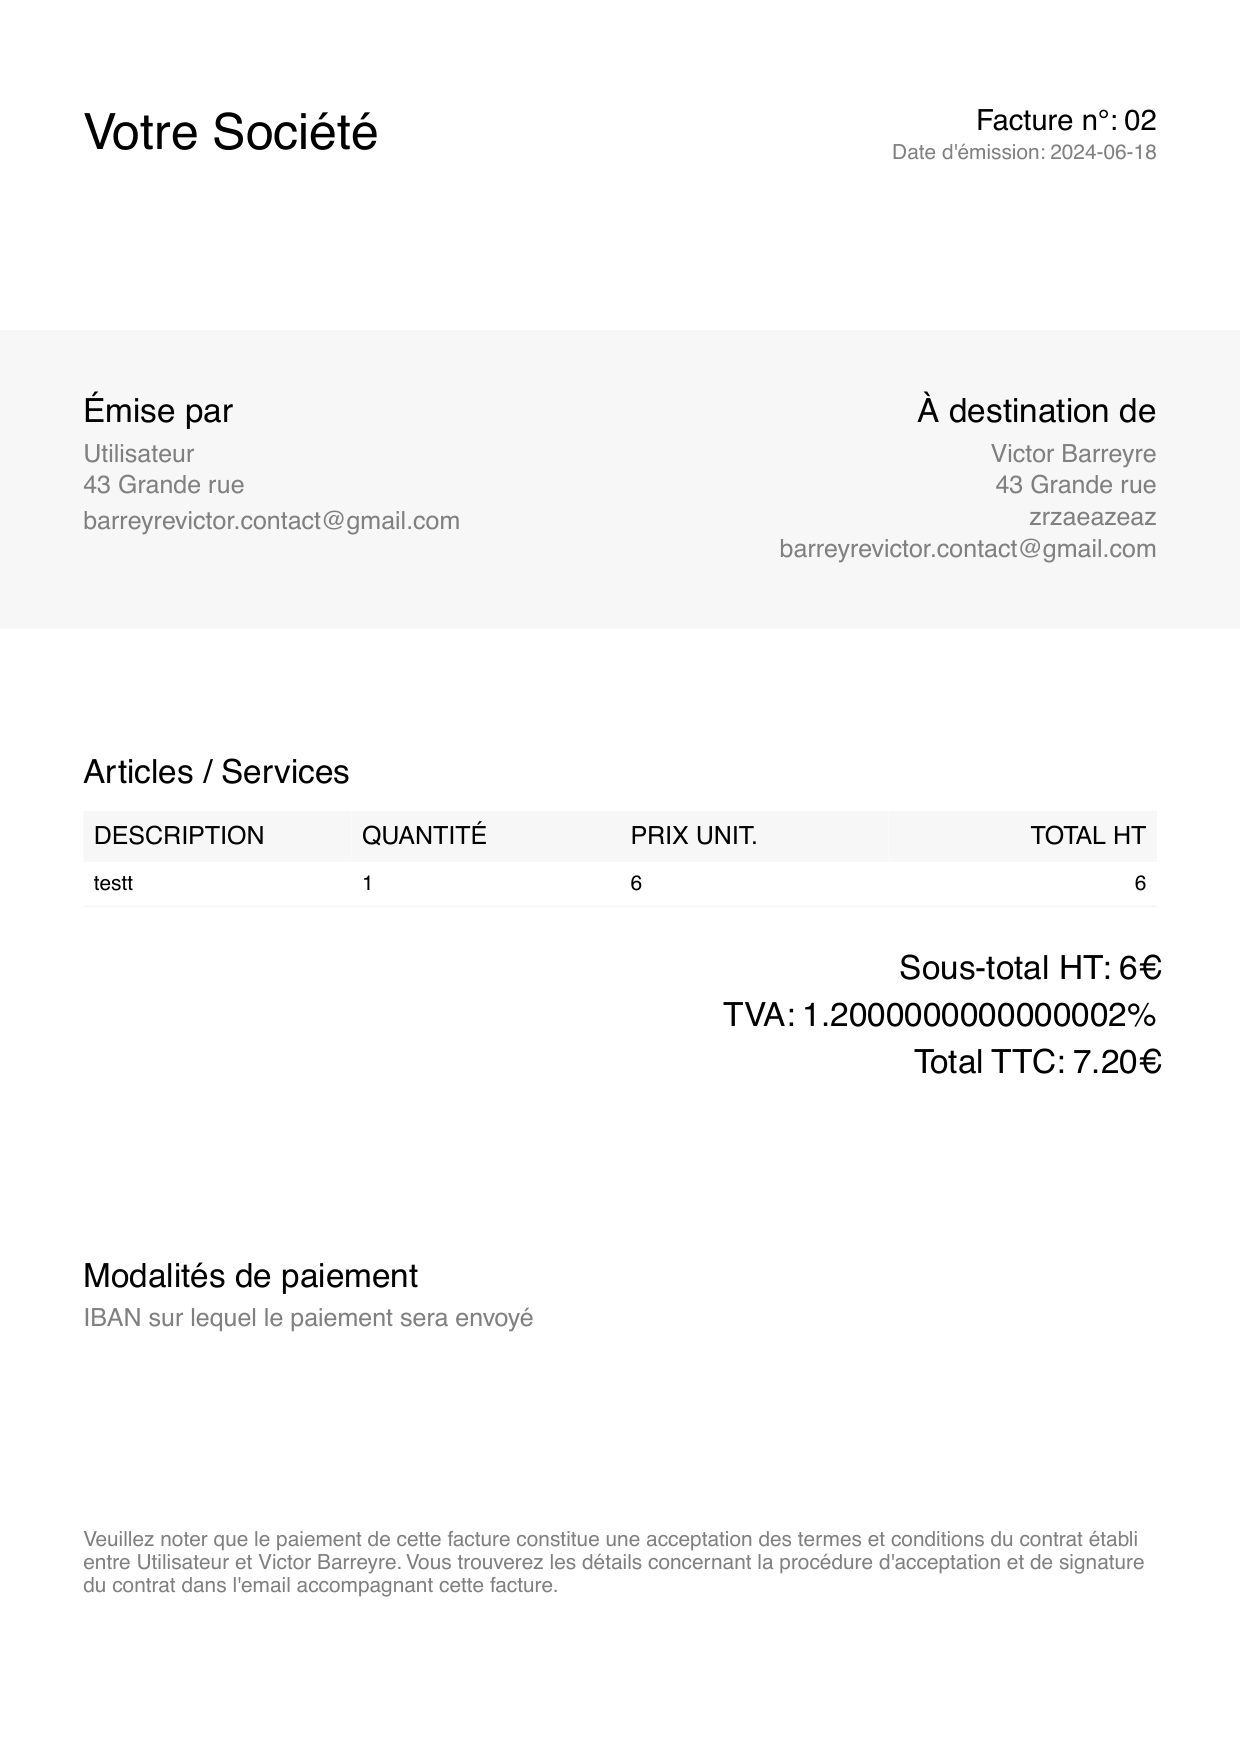 Votre Société
Facture n°: 02
Date d'émission: 2024-06-18
Émise par
Utilisateur
43 Grande rue
barreyrevictor.contact@gmail.com
À destination de
Victor Barreyre
43 Grande rue
zrzaeazeaz
barreyrevictor.contact@gmail.com
Articles / Services
DESCRIPTION QUANTITÉ PRIX UNIT. TOTAL HT
testt 1 6 6
Sous-total HT: 6€
TVA: 1.2000000000000002%
Total TTC: 7.20€
Modalités de paiement
IBAN sur lequel le paiement sera envoyé
Veuillez noter que le paiement de cette facture constitue une acceptation des termes et conditions du contrat établi
entre Utilisateur et Victor Barreyre. Vous trouverez les détails concernant la procédure d'acceptation et de signature
du contrat dans l'email accompagnant cette facture.